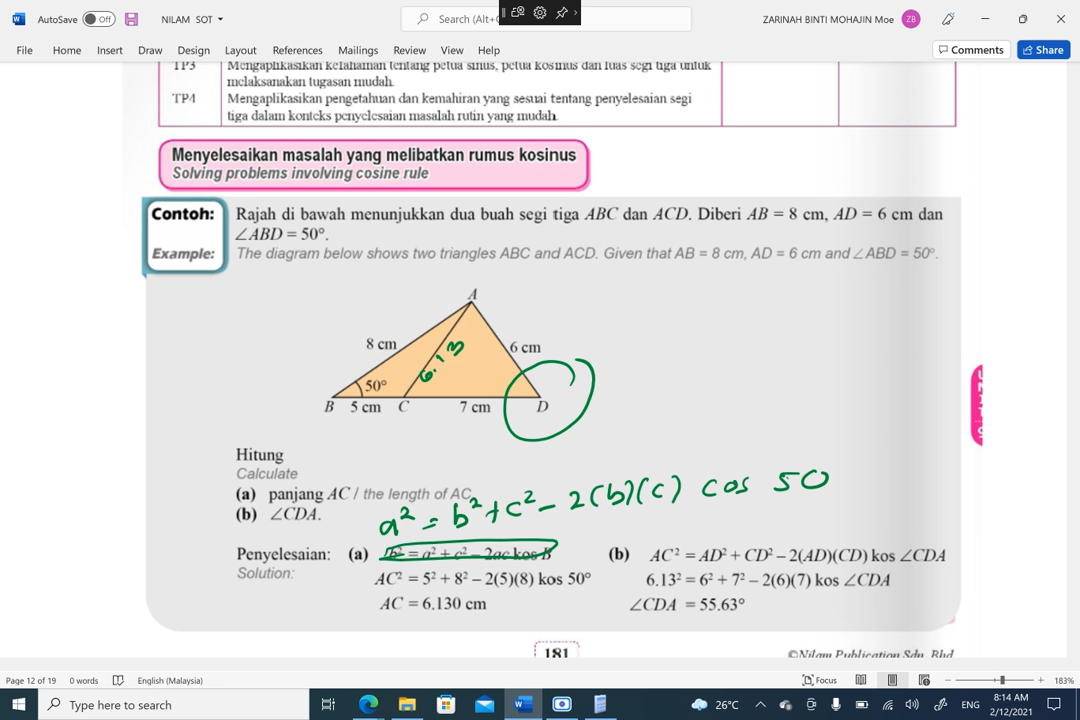 AutoSave Off NILAM SOT Search (Alt+ ZARINAH BINTI MOHAJIN Moe ZB
File Home Insert Draw Design Layout References Mailings Review View Help Comments Share
TP3 Mengaplikasikan kefahaman tentang petua sinus, petua kosinus dan luas segi tiga untuk
melaksanakan tugasan mudah.
TP4 Mengaplikasikan pengetahuan dan kemahiran yang sesuai tentang penyelesaian segi
tiga dalam konteks penyelesaian masalah rutin yang mudah.
Menyelesaikan masalah yang melibatkan rumus kosinus
Solving problems involving cosine rule
Contoh: Rajah di bawah menunjukkan dua buah segi tiga ABC dan ACD. Diberi AB = 8 cm, AD = 6 cm dan
∠ABD = 50°.
Example: The diagram below shows two triangles ABC and ACD. Given that AB = 8 cm, AD = 6 cm and ∠ABD = 50°.
A
8 cm 6.13 6 cm
50°
B 5 cm C 7 cm D
Hitung
Calculate
(a) panjang AC / the length of AC.
(b) ∠CDA.
a² = b² + c² - 2(b)(c) cos 50
Penyelesaian: (a) b² = a² + c² − 2ac kos B (b) AC² = AD² + CD² − 2(AD)(CD) kos ∠CDA
Solution: AC² = 5² + 8² − 2(5)(8) kos 50° 6.13² = 6² + 7² − 2(6)(7) kos ∠CDA
AC = 6.130 cm ∠CDA = 55.63°
181 ©Nilam Publication Sdn. Bhd
Page 12 of 19 0 words English (Malaysia) Focus 183%
Type here to search 26°C ENG 8:14 AM
2/12/2021